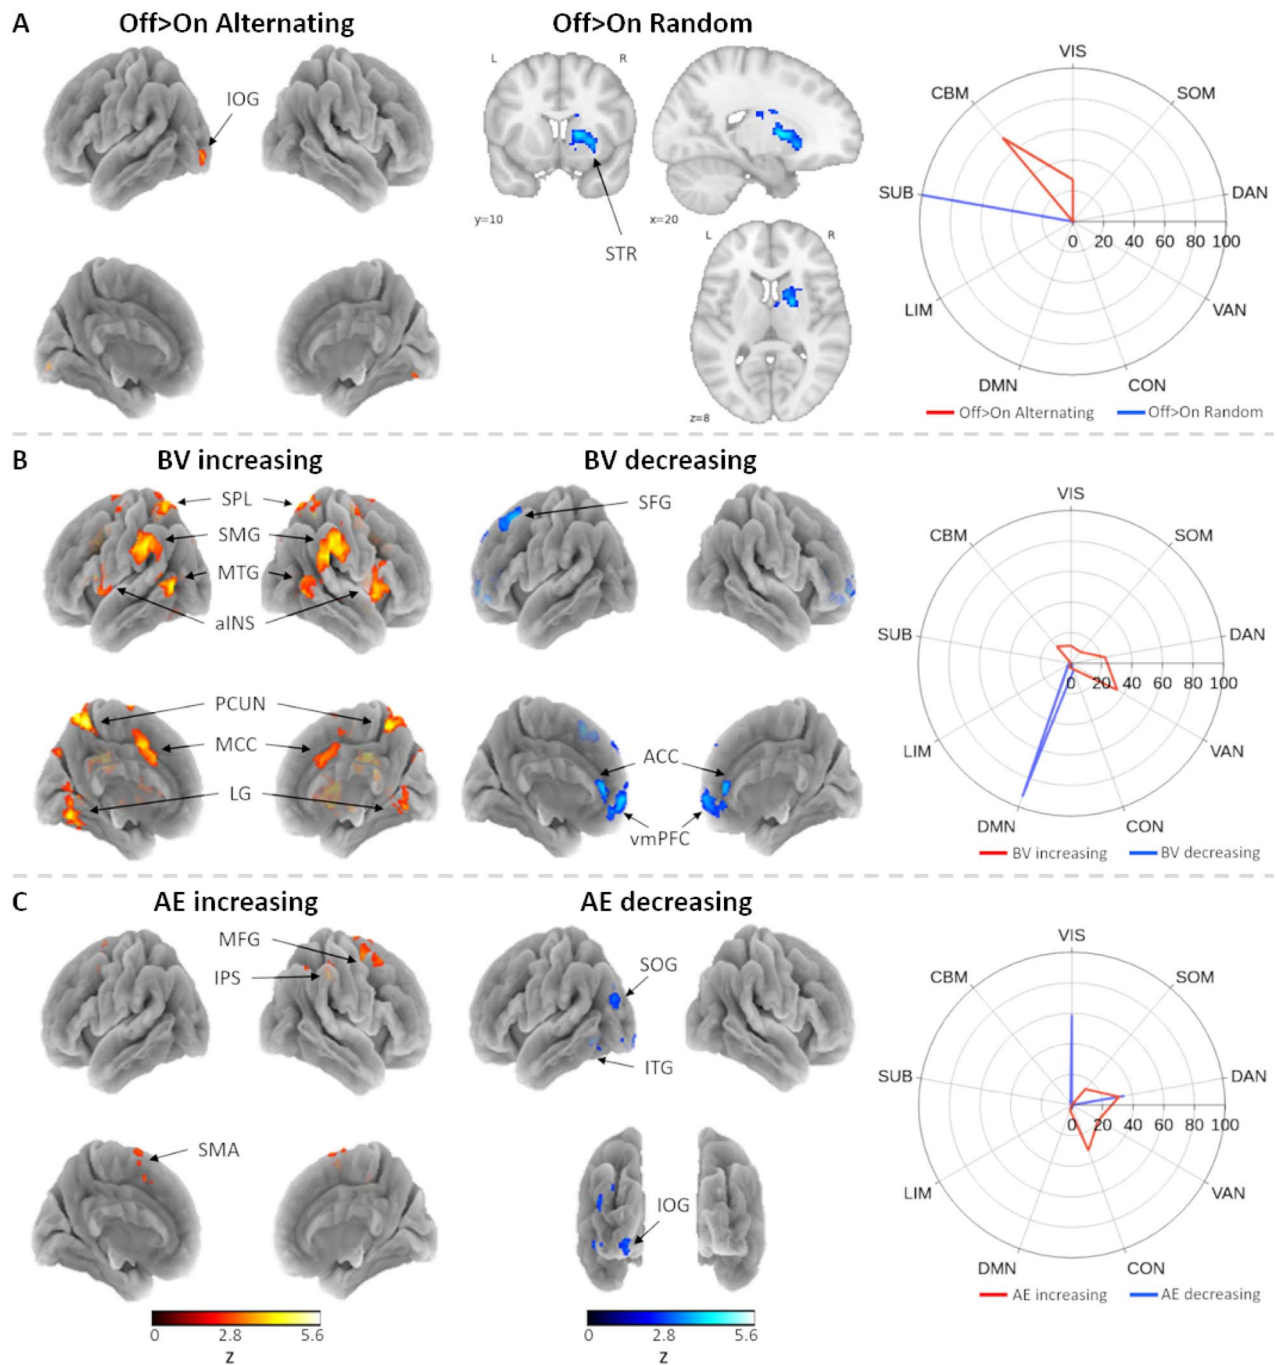 A
Off>On Alternating
Off>On Random
IOG
L
R
y=10
x=20
STR
L
R
z=8
VIS
CBM
SOM
SUB
DAN
0 20 40 60 80 100
LIM
VAN
DMN
CON
Off>On Alternating
Off>On Random
B
BV increasing
BV decreasing
SPL
SMG
MTG
aINS
SFG
PCUN
MCC
LG
ACC
vmPFC
VIS
CBM
SOM
SUB
DAN
0 20 40 60 80 100
LIM
VAN
DMN
CON
BV increasing
BV decreasing
C
AE increasing
AE decreasing
MFG
IPS
SOG
ITG
SMA
IOG
VIS
CBM
SOM
SUB
DAN
0 20 40 60 80 100
LIM
VAN
DMN
CON
AE increasing
AE decreasing
0 2.8 5.6
z
0 2.8 5.6
z